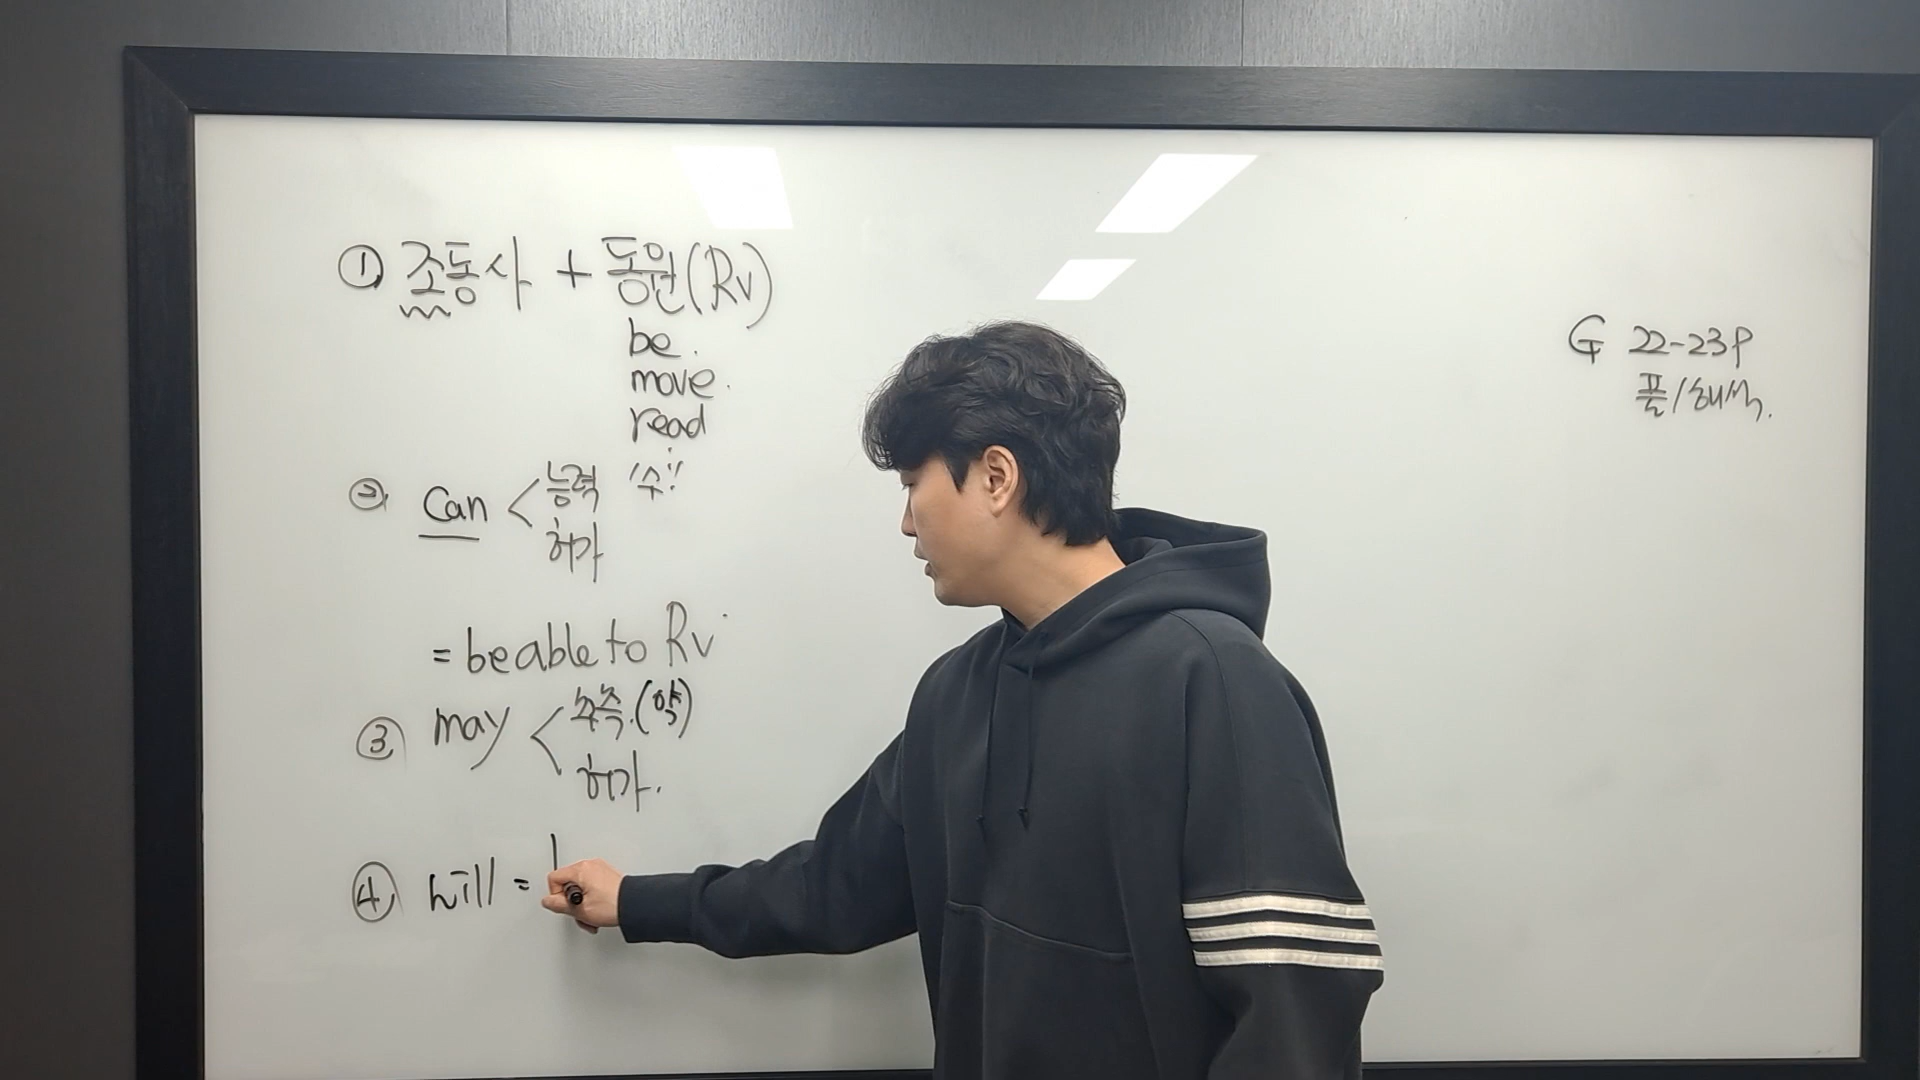 ① 조동사 + 동원(Rv)
be.
move.
read
② Can < 능력 '수!!
허가
= be able to Rv
③ may < 추측.(약)
허가.
④ will =
G 22-23p
풀/해석.